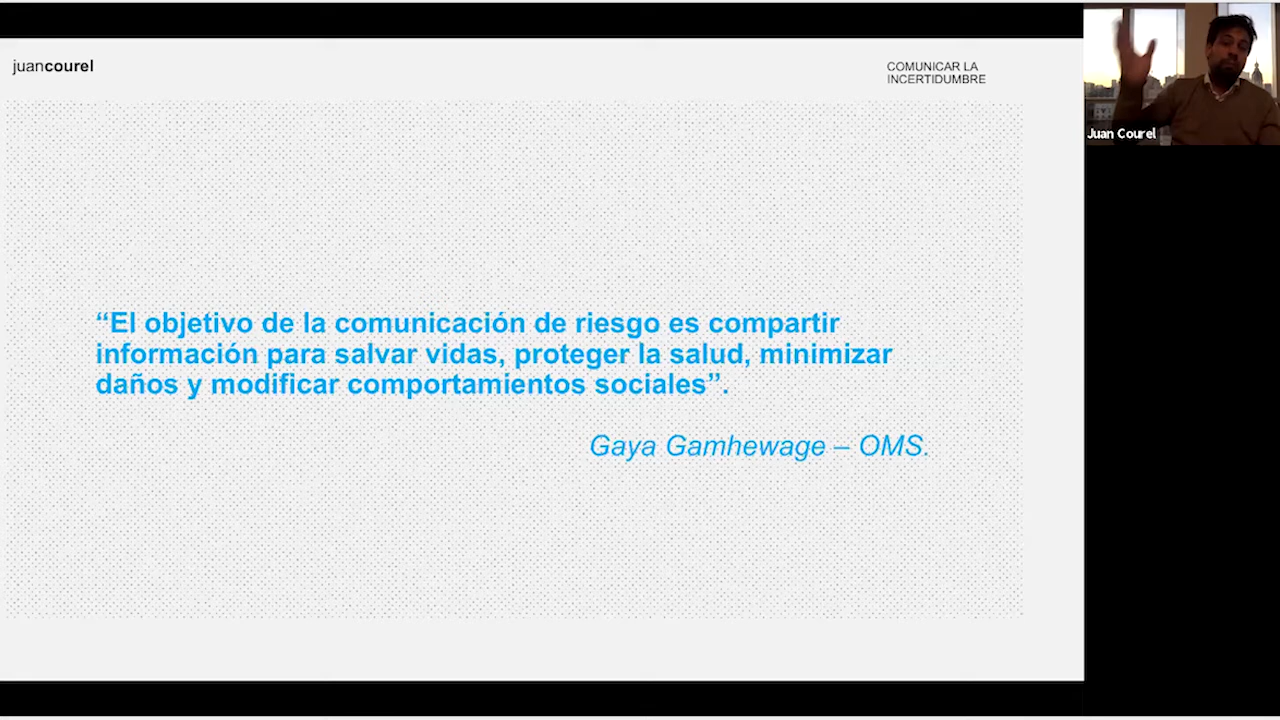 juancourel
COMUNICAR LA
INCERTIDUMBRE
Juan Courel
“El objetivo de la comunicación de riesgo es compartir
información para salvar vidas, proteger la salud, minimizar
daños y modificar comportamientos sociales”.
Gaya Gamhewage – OMS.